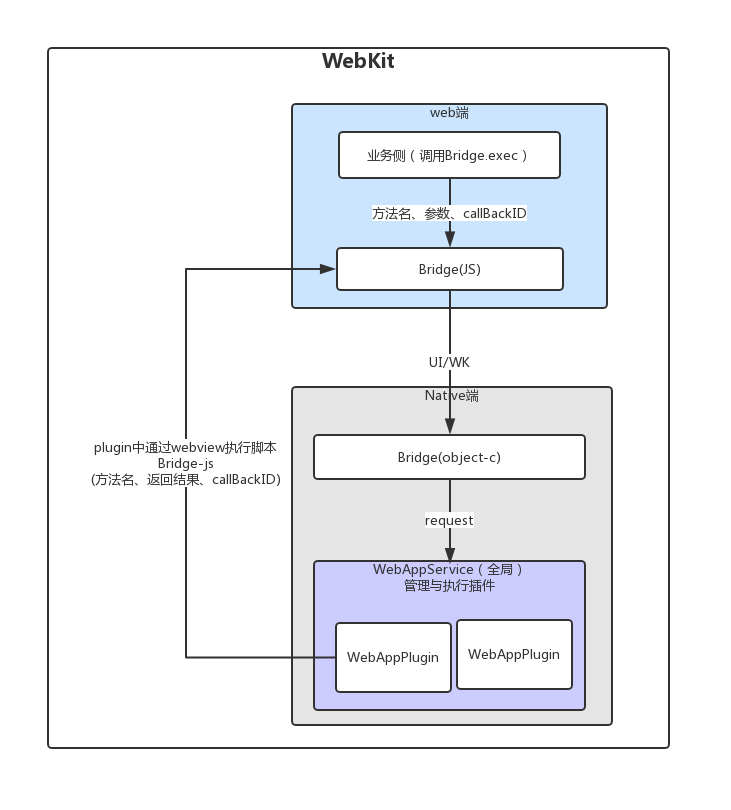 WebKit
web端
业务侧（调用Bridge.exec）
方法名、参数、callBackID
Bridge(JS)
UI/WK
Native端
plugin中通过webview执行脚本
Bridge-js
(方法名、返回结果、callBackID)
Bridge(object-c)
request
WebAppService（全局）
管理与执行插件
WebAppPlugin
WebAppPlugin